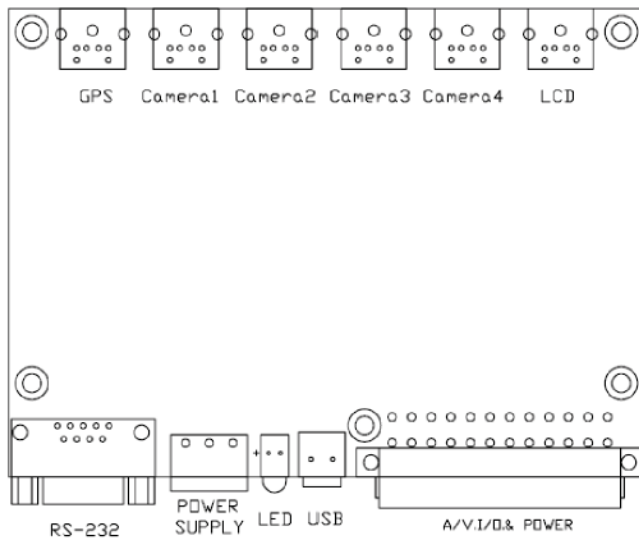 GPS Camera1 Camera2 Camera3 Camera4 LCD
+
RS-232
POWER
SUPPLY
LED
USB
A/V.I/O.& POWER